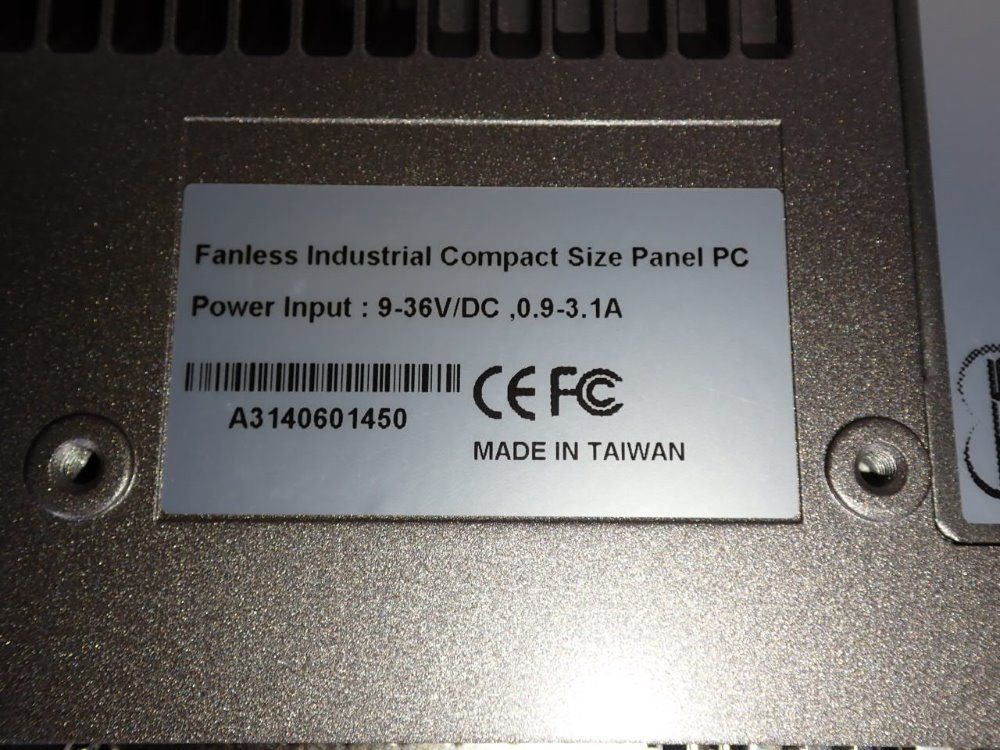 Fanless Industrial Compact Size Panel PC
Power Input : 9-36V/DC ,0.9-3.1A
A3140601450
CE FC
MADE IN TAIWAN